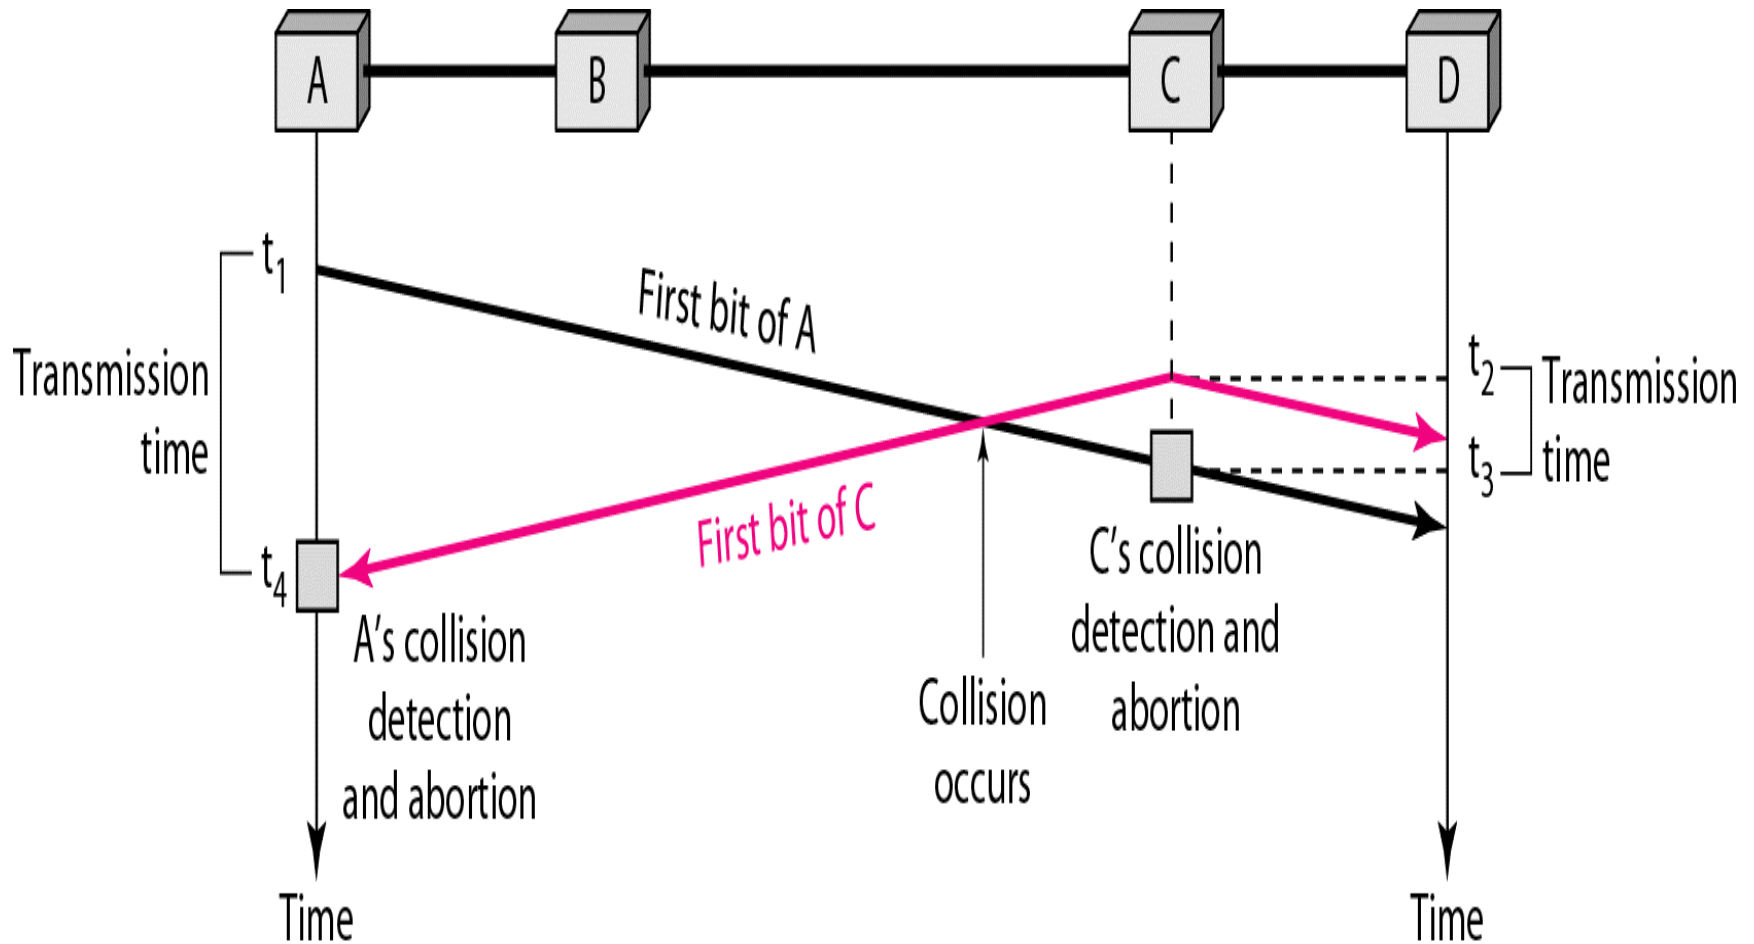 A
B
C
D
t1
First bit of A
t2
Transmission
time
Transmission
time
t3
First bit of C
t4
C's collision
detection and
abortion
A's collision
detection
and abortion
Collision
occurs
Time
Time